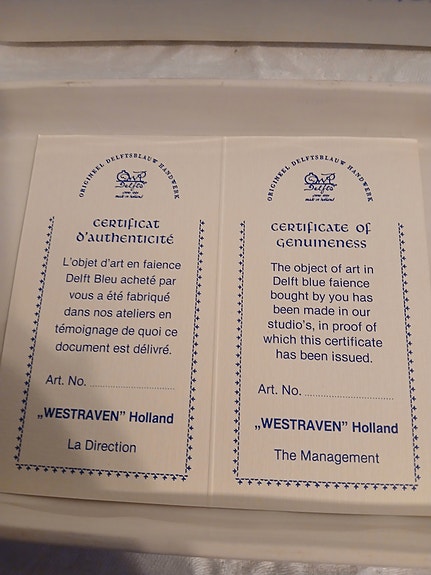 ORIGINEEL DELFTSBLAUW HANDWERK
Delfts
made in Holland
CERTIFICAT
D'AUTHENTICITÉ
L'objet d'art en faience
Delft Bleu acheté par
vous a été fabriqué
dans nos ateliers en
témoignage de quoi ce
document est délivré.
Art. No. ........................
„WESTRAVEN” Holland
La Direction
ORIGINEEL DELFTSBLAUW HANDWERK
Delfts
made in Holland
CERTIFICATE OF
GENUINENESS
The object of art in
Delft blue faience
bought by you has
been made in our
studio's, in proof of
which this certificate
has been issued.
Art. No. ........................
„WESTRAVEN” Holland
The Management